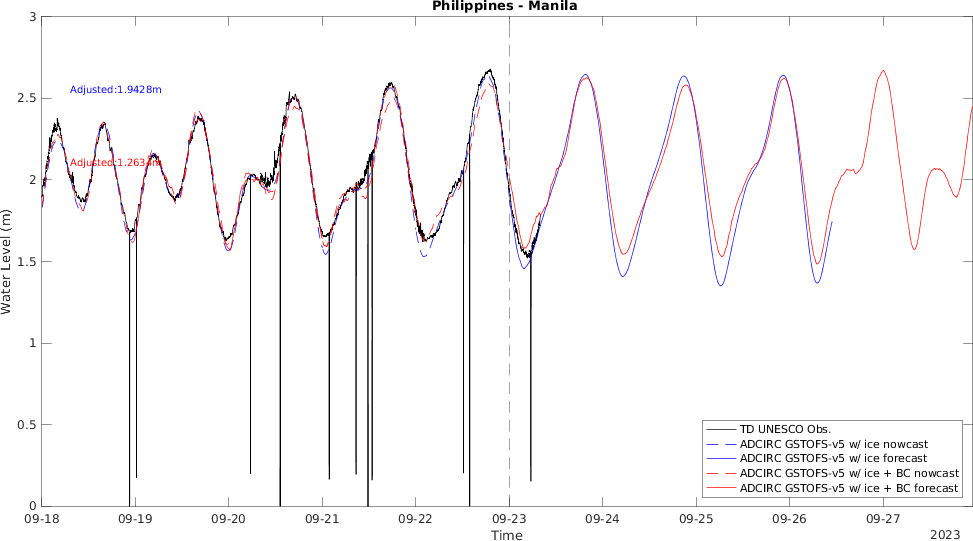 Philippines - Manila
3
2.5
2
1.5
1
0.5
0
Water Level (m)
Adjusted:1.9428m
Adjusted:1.2634m
TD UNESCO Obs.
ADCIRC GSTOFS-v5 w/ ice nowcast
ADCIRC GSTOFS-v5 w/ ice forecast
ADCIRC GSTOFS-v5 w/ ice + BC nowcast
ADCIRC GSTOFS-v5 w/ ice + BC forecast
09-18 09-19 09-20 09-21 09-22 09-23 09-24 09-25 09-26 09-27
Time
2023